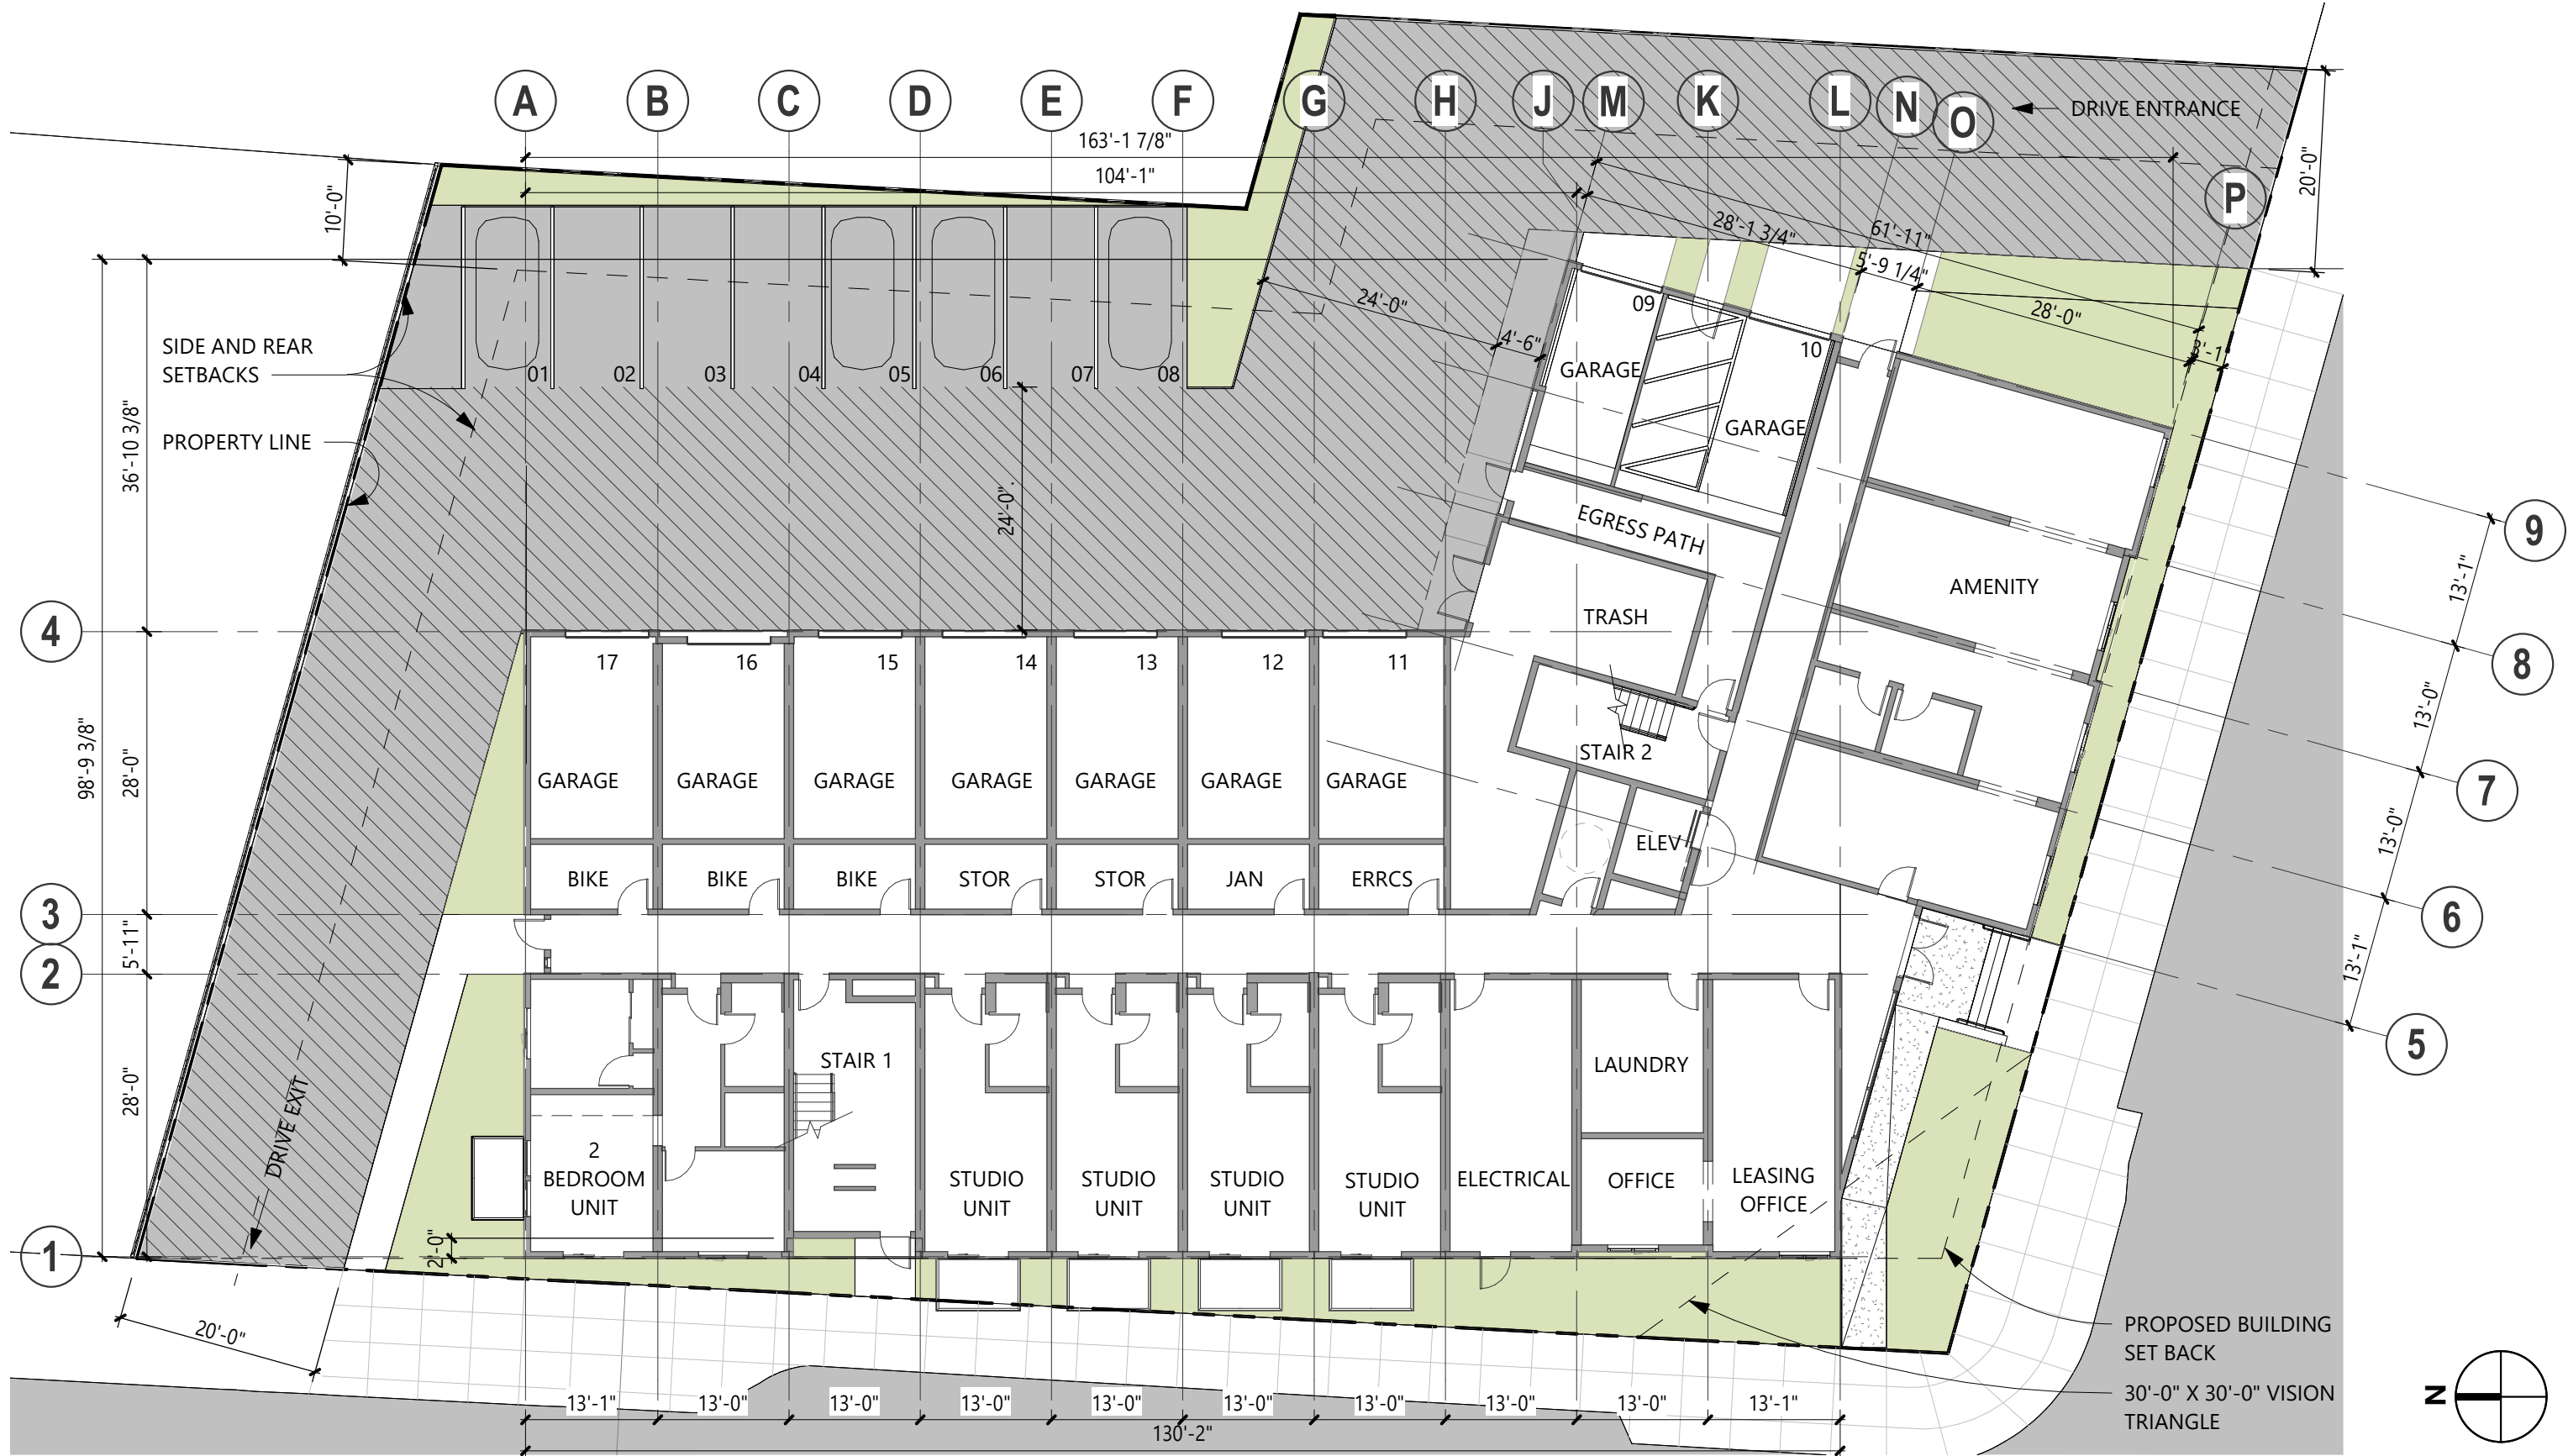 A B C D E F G H J M K L N O P
DRIVE ENTRANCE
163'-1 7/8"
104'-1"
10'-0"
20'-0"
28'-1 3/4"
61'-11"
5'-9 1/4"
24'-0"
4'-6"
28'-0"
3'-1
SIDE AND REAR
SETBACKS
PROPERTY LINE
01 02 03 04 05 06 07 08
09
10
GARAGE
GARAGE
36'-10 3/8"
98'-9 3/8"
24'-0".
EGRESS PATH
TRASH
AMENITY
9
13'-1"
8
13'-0"
7
13'-0"
6
13'-1"
5
4
17 16 15 14 13 12 11
28'-0"
GARAGE GARAGE GARAGE GARAGE GARAGE GARAGE GARAGE
STAIR 2
ELEV
BIKE BIKE BIKE STOR STOR JAN ERRCS
3
5'-11"
2
28'-0"
STAIR 1
LAUNDRY
DRIVE EXIT
2
BEDROOM
UNIT
STUDIO
UNIT
STUDIO
UNIT
STUDIO
UNIT
STUDIO
UNIT
ELECTRICAL
OFFICE
LEASING
OFFICE
2'-0"
1
20'-0"
PROPOSED BUILDING
SET BACK
30'-0" X 30'-0" VISION
TRIANGLE
13'-1" 13'-0" 13'-0" 13'-0" 13'-0" 13'-0" 13'-0" 13'-0" 13'-0" 13'-1"
130'-2"
N